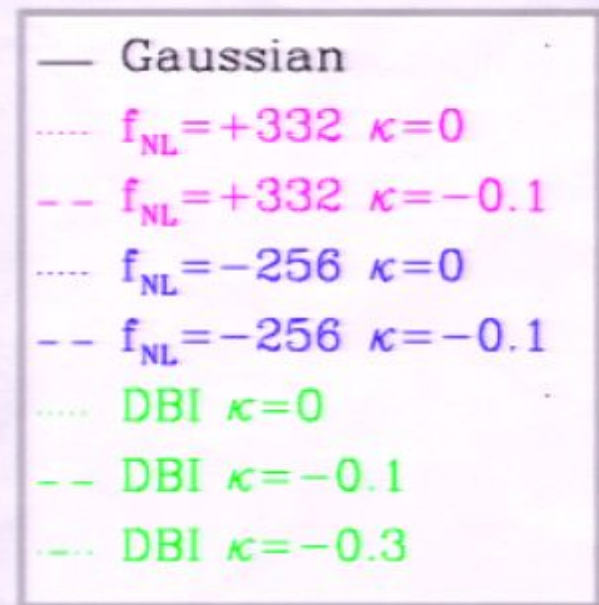 Gaussian
f_NL=+332 κ=0
f_NL=+332 κ=−0.1
f_NL=−256 κ=0
f_NL=−256 κ=−0.1
DBI κ=0
DBI κ=−0.1
DBI κ=−0.3